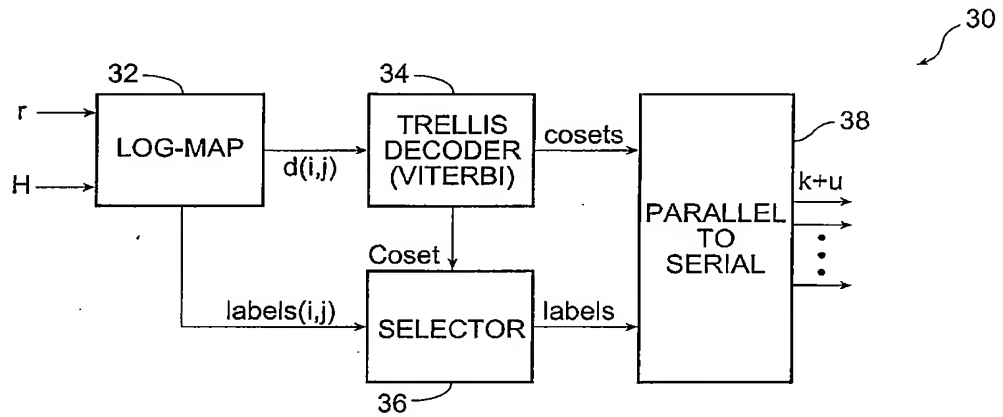 30
32
34
38
r
H
LOG-MAP
d(i,j)
TRELLIS
DECODER
(VITERBI)
cosets
k+u
PARALLEL
TO
SERIAL
Coset
labels(i,j)
SELECTOR
labels
36